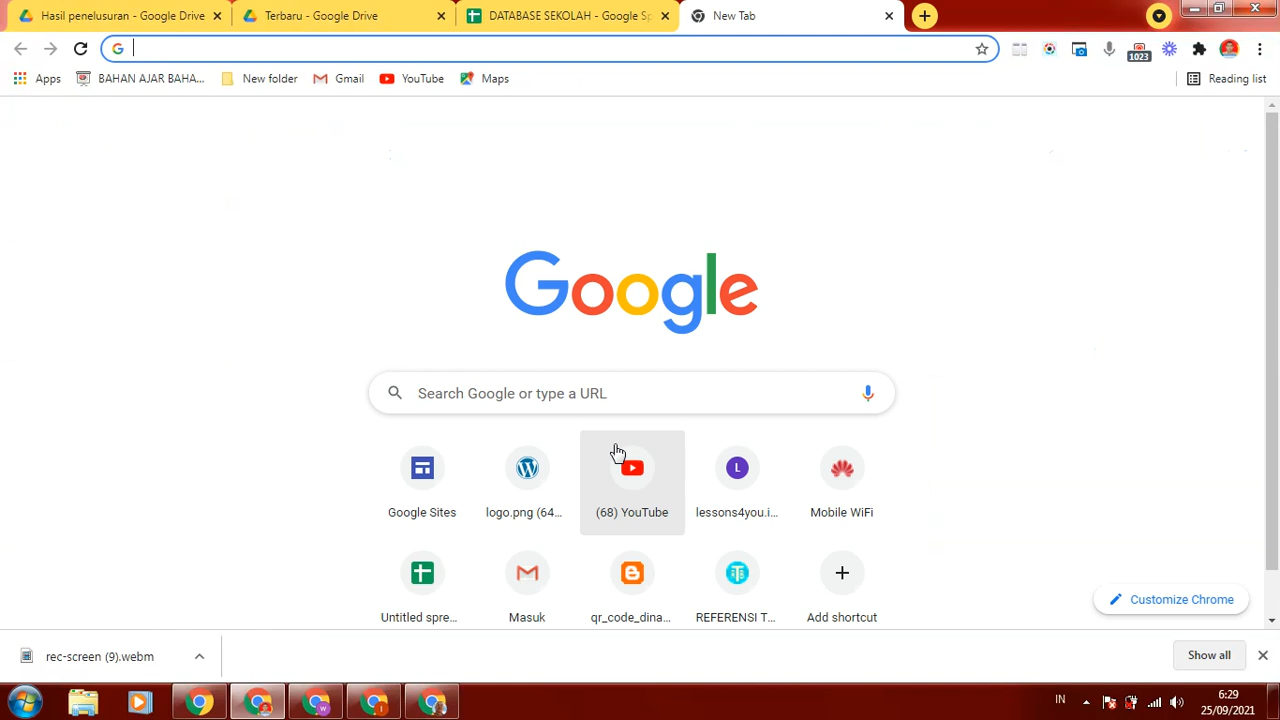 Hasil penelusuran - Google Drive
Terbaru - Google Drive
DATABASE SEKOLAH - Google Sp
New Tab
1023
Apps
BAHAN AJAR BAHA...
New folder
Gmail
YouTube
Maps
Reading list
Google
Search Google or type a URL
Google Sites
logo.png (64...
(68) YouTube
L
lessons4you.i...
Mobile WiFi
Untitled spre...
Masuk
qr_code_dina...
REFERENSI T...
Add shortcut
Customize Chrome
rec-screen (9).webm
Show all
IN
6:29
25/09/2021